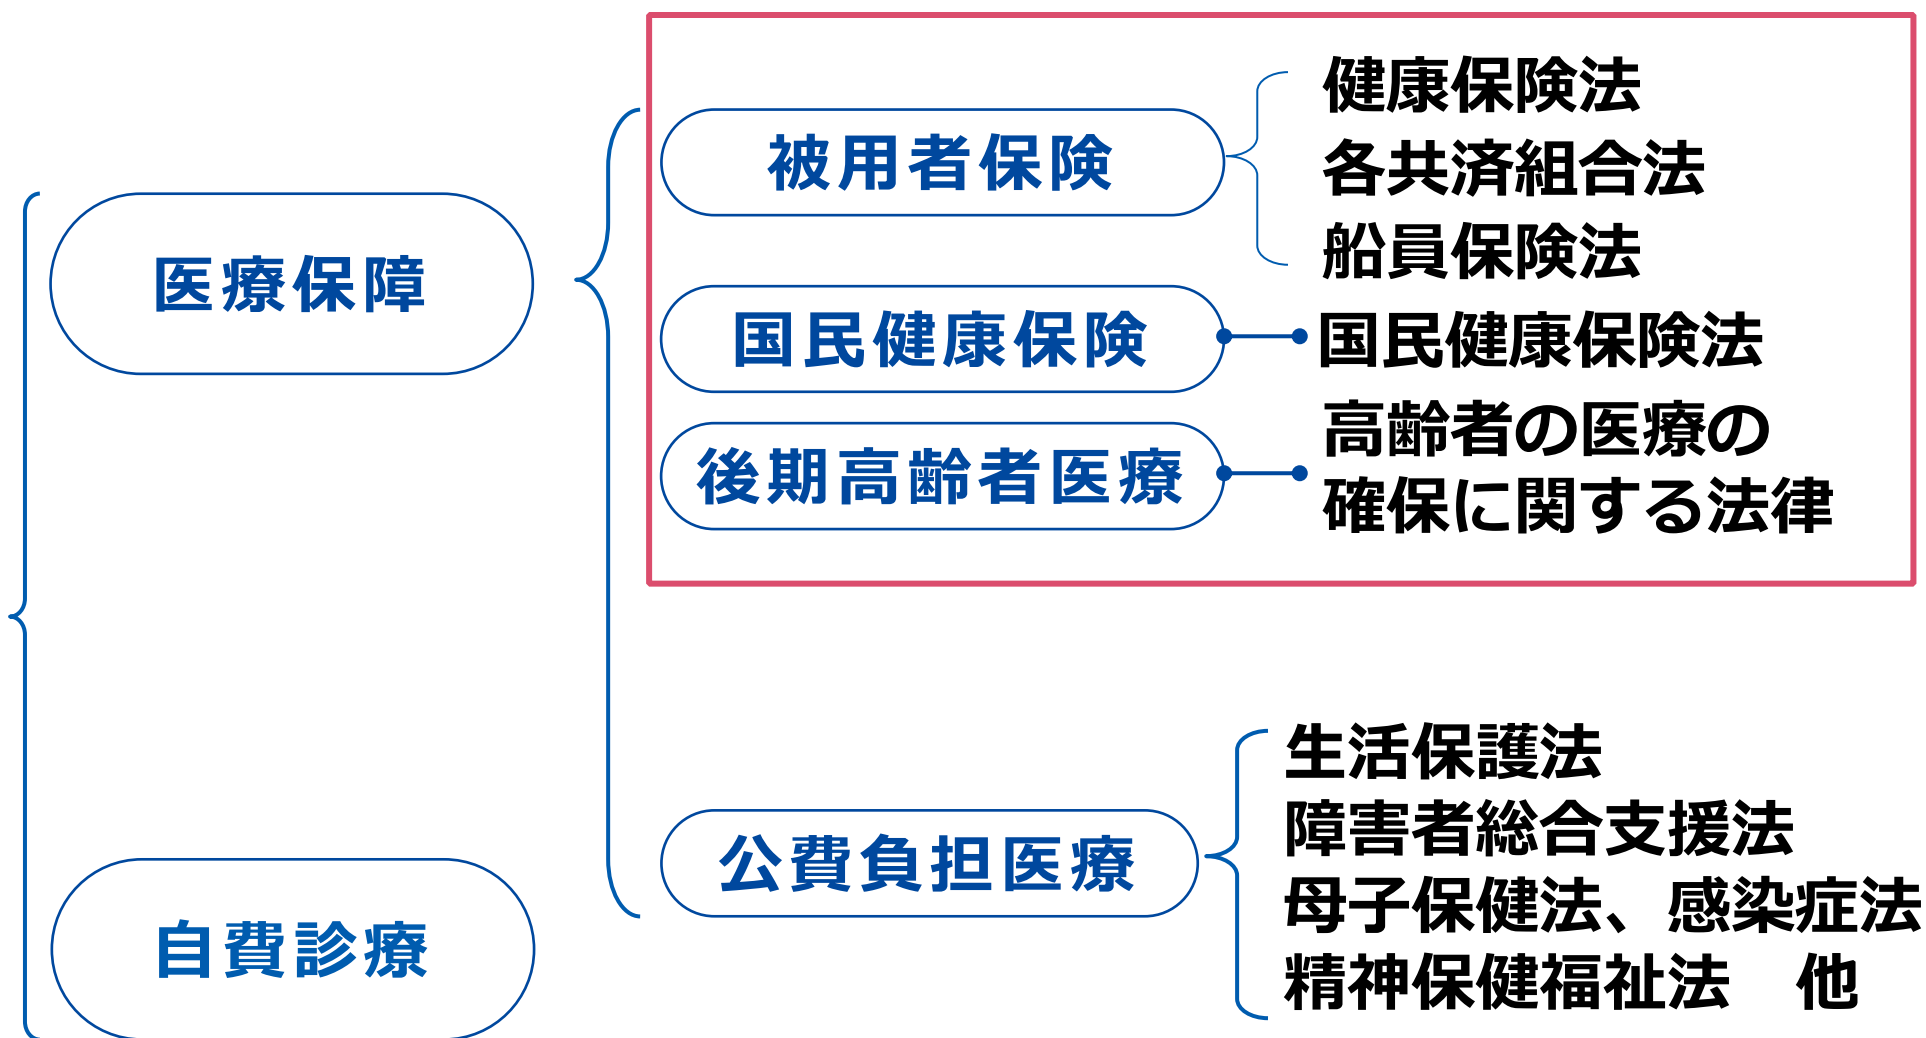 医療保障
自費診療
被用者保険
健康保険法
各共済組合法
船員保険法
国民健康保険
国民健康保険法
後期高齢者医療
高齢者の医療の
確保に関する法律
公費負担医療
生活保護法
障害者総合支援法
母子保健法、感染症法
精神保健福祉法　他